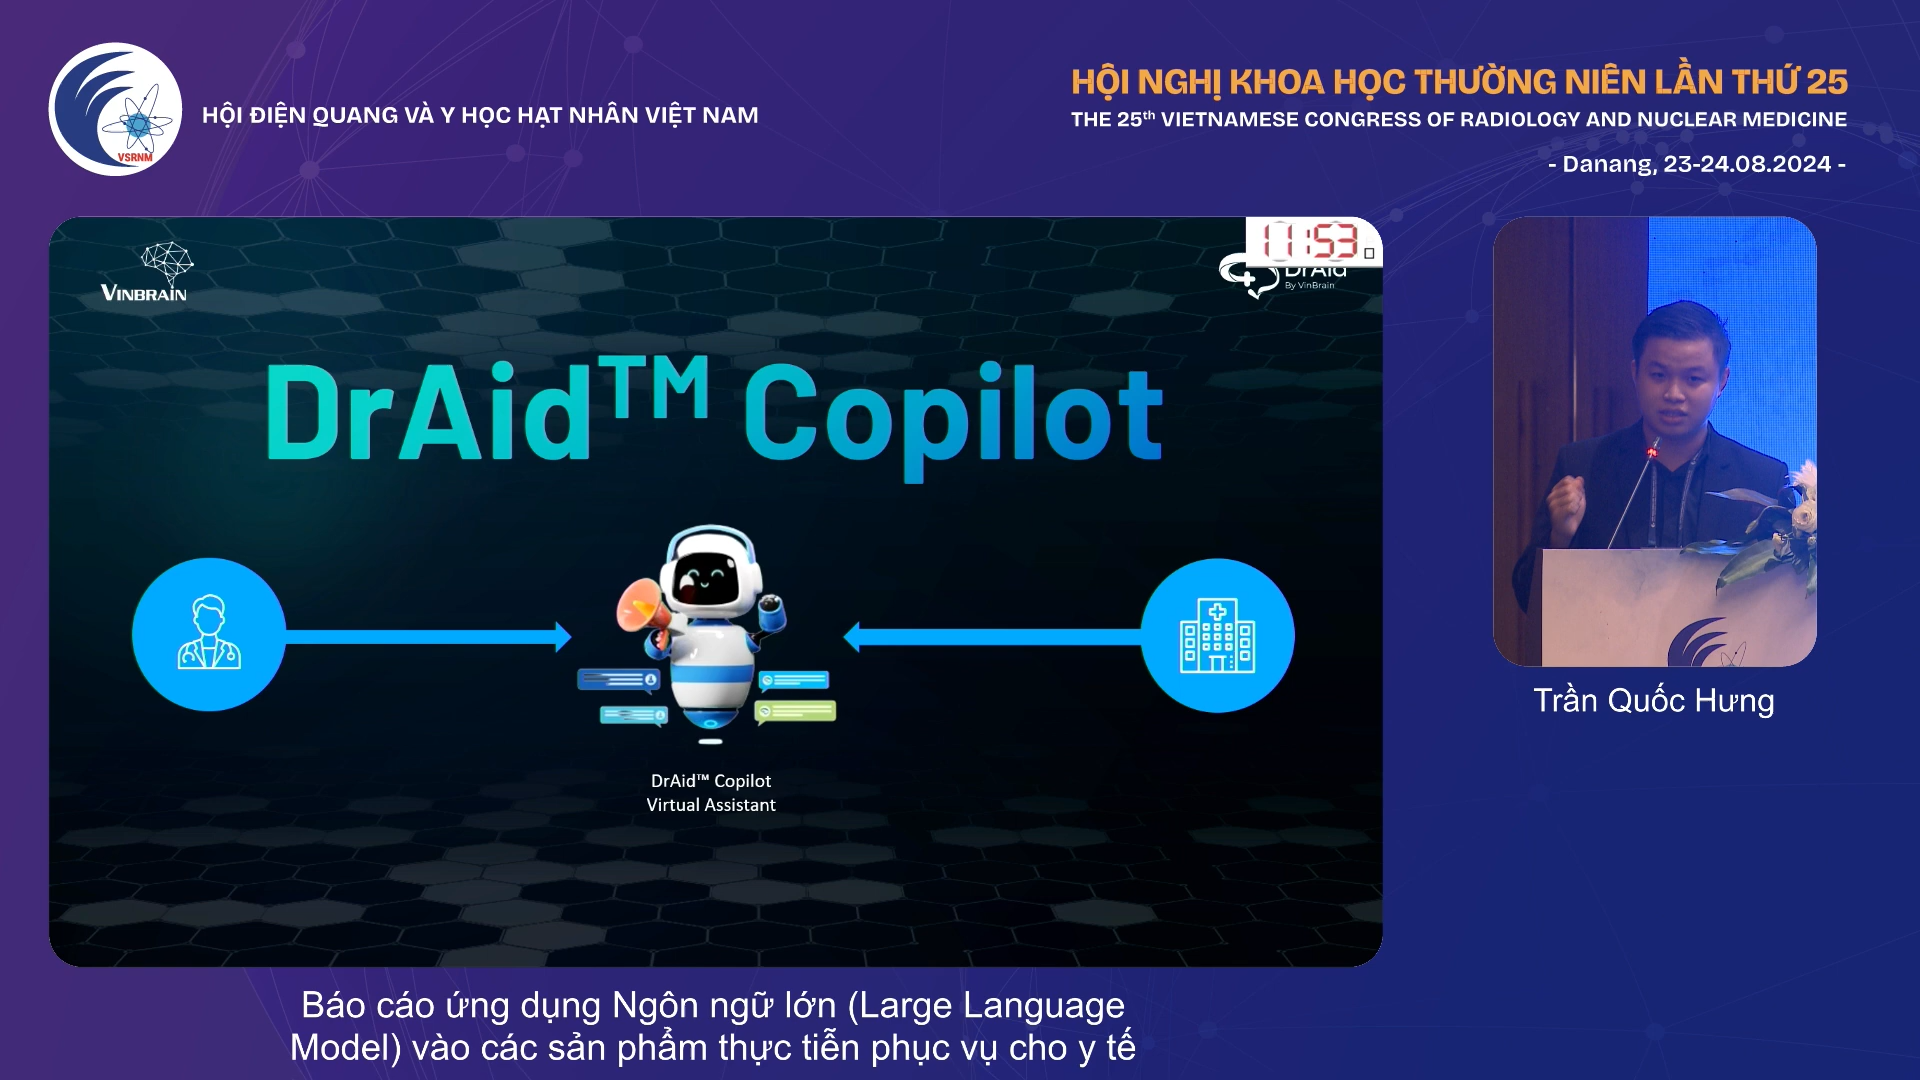 VSRNM
HỘI ĐIỆN QUANG VÀ Y HỌC HẠT NHÂN VIỆT NAM
HỘI NGHỊ KHOA HỌC THƯỜNG NIÊN LẦN THỨ 25
THE 25th VIETNAMESE CONGRESS OF RADIOLOGY AND NUCLEAR MEDICINE
- Danang, 23-24.08.2024 -
VINBRAIN
11:53
DrAid
By VinBrain
DrAid™ Copilot
DrAid™ Copilot
Virtual Assistant
Trần Quốc Hưng
Báo cáo ứng dụng Ngôn ngữ lớn (Large Language
Model) vào các sản phẩm thực tiễn phục vụ cho y tế